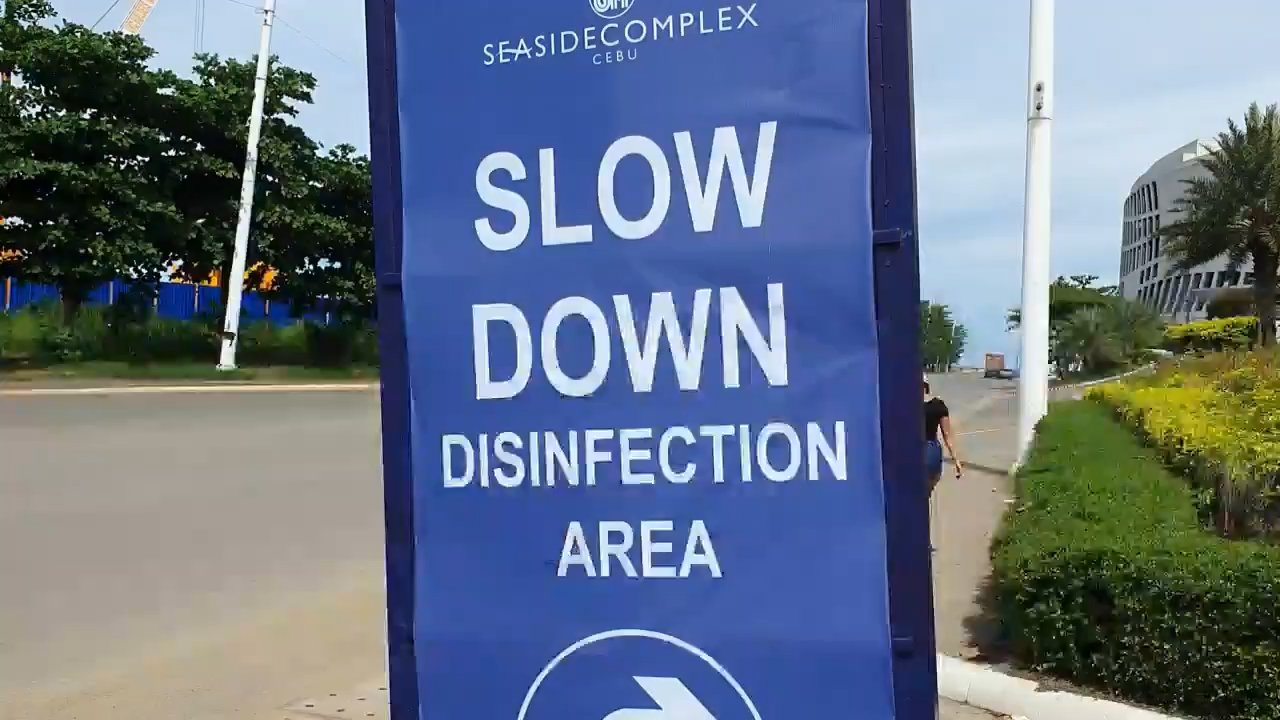 SEASIDECOMPLEX
CEBU
SLOW
DOWN
DISINFECTION
AREA